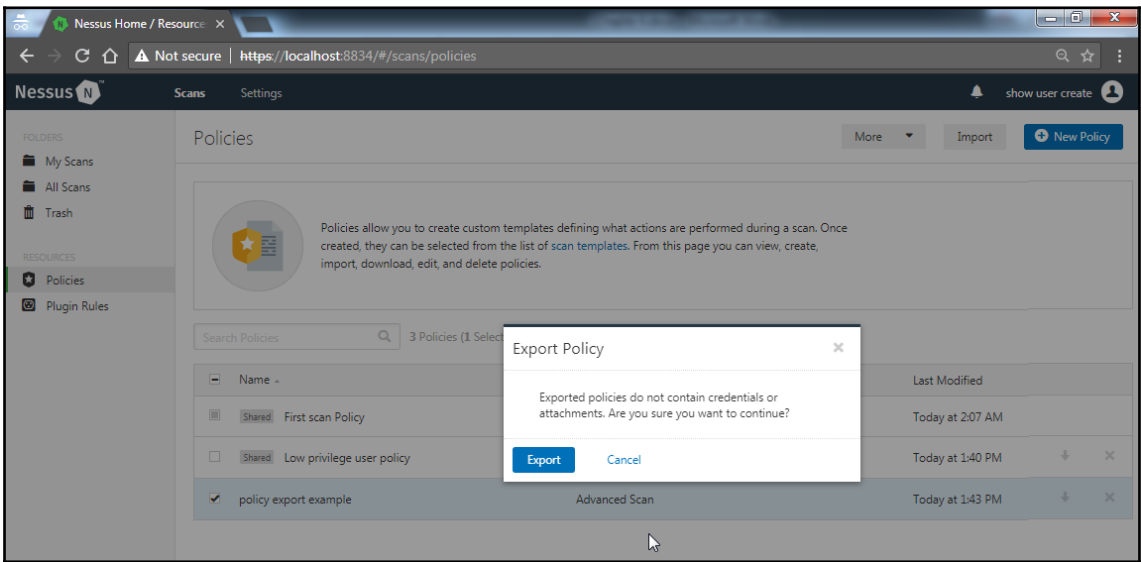 Nessus Home / Resource
Not secure | https://localhost:8834/#/scans/policies
Nessus N
Scans Settings
show user create
FOLDERS
My Scans
All Scans
Trash
RESOURCES
Policies
Plugin Rules
Policies
More Import New Policy
Policies allow you to create custom templates defining what actions are performed during a scan. Once
created, they can be selected from the list of scan templates. From this page you can view, create,
import, download, edit, and delete policies.
Search Policies
3 Policies (1 Select
Name
Last Modified
Shared First scan Policy
Today at 2:07 AM
Shared Low privilege user policy
Today at 1:40 PM
policy export example
Advanced Scan
Today at 1:43 PM
Export Policy
Exported policies do not contain credentials or
attachments. Are you sure you want to continue?
Export Cancel